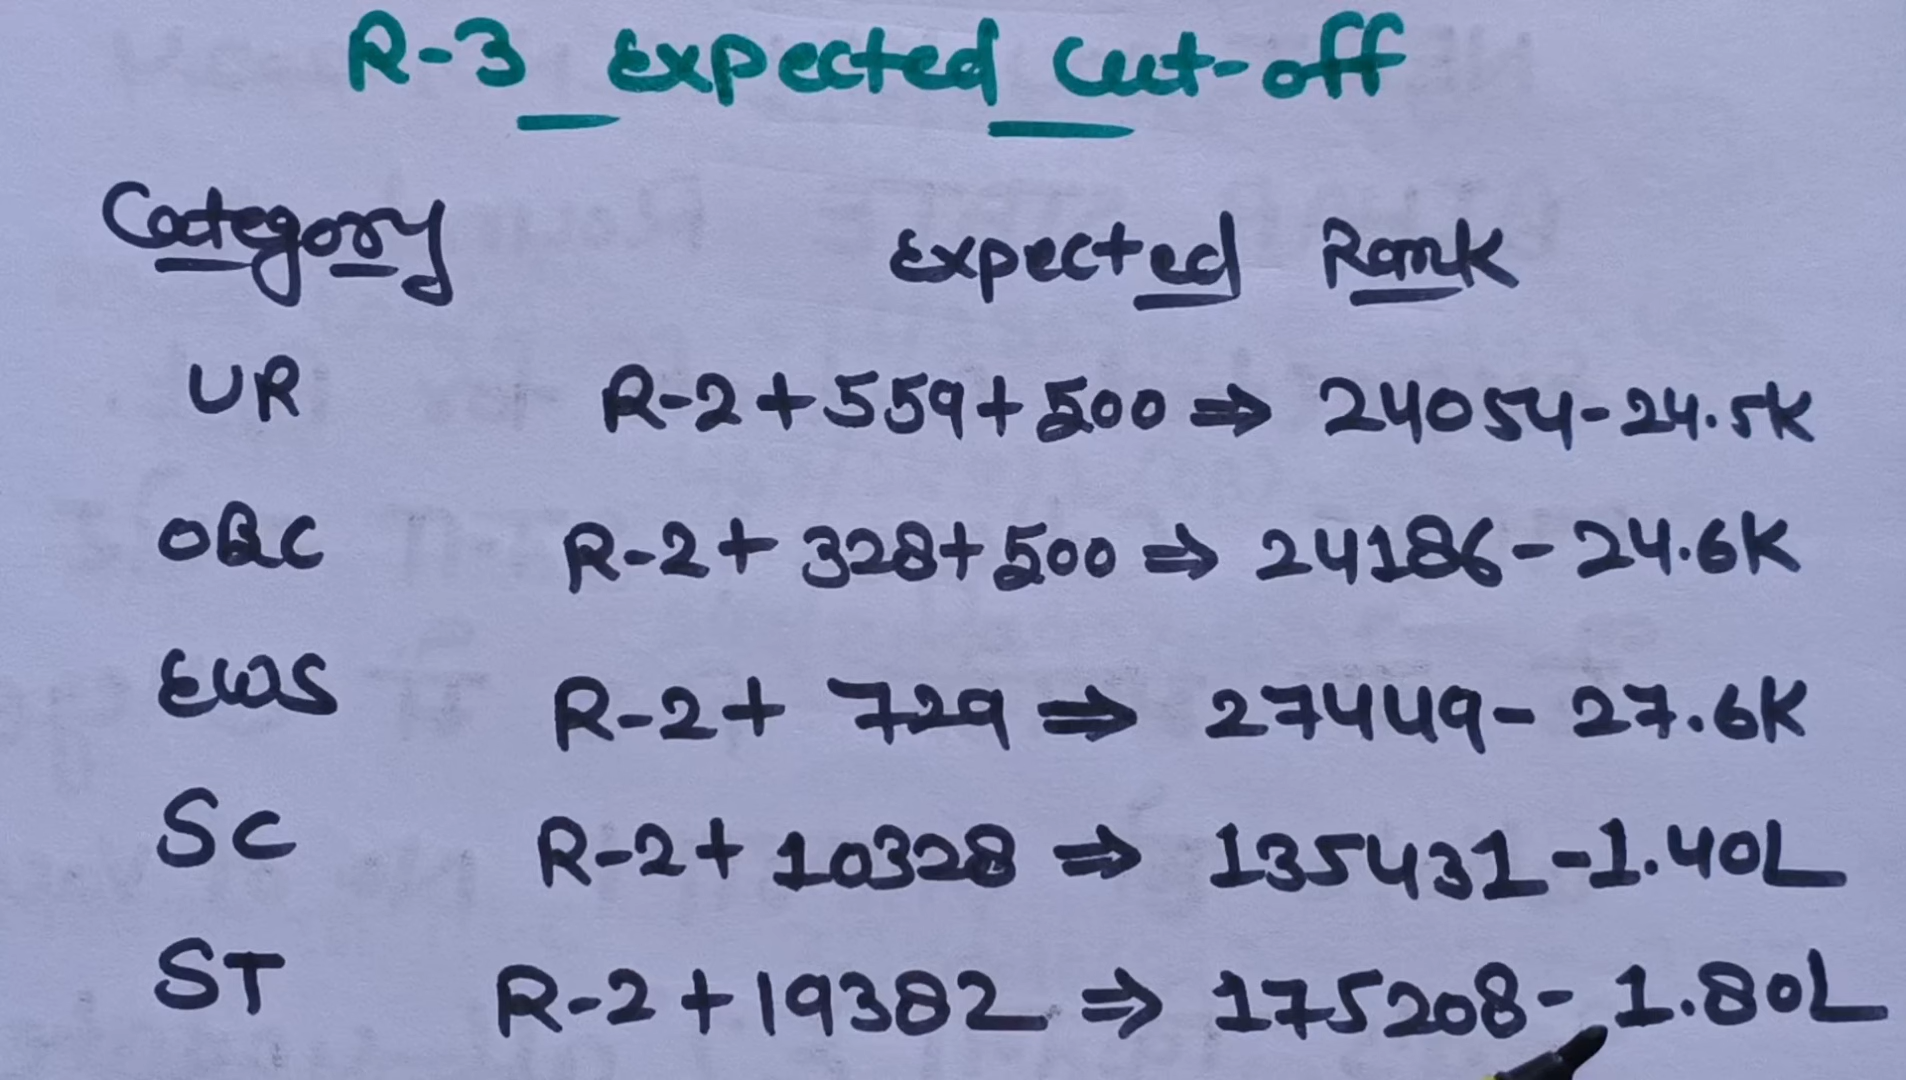 R-3 Expected Cut-off
Category Expected Rank
UR R-2+559+500 ⇒ 24054-24.5K
OBC R-2+ 328+500 ⇒ 24186-24.6K
EWS R-2+ 729 ⇒ 27449- 27.6K
SC R-2+10328 ⇒ 135431-1.40L
ST R-2+19382 ⇒ 175208-1.80L